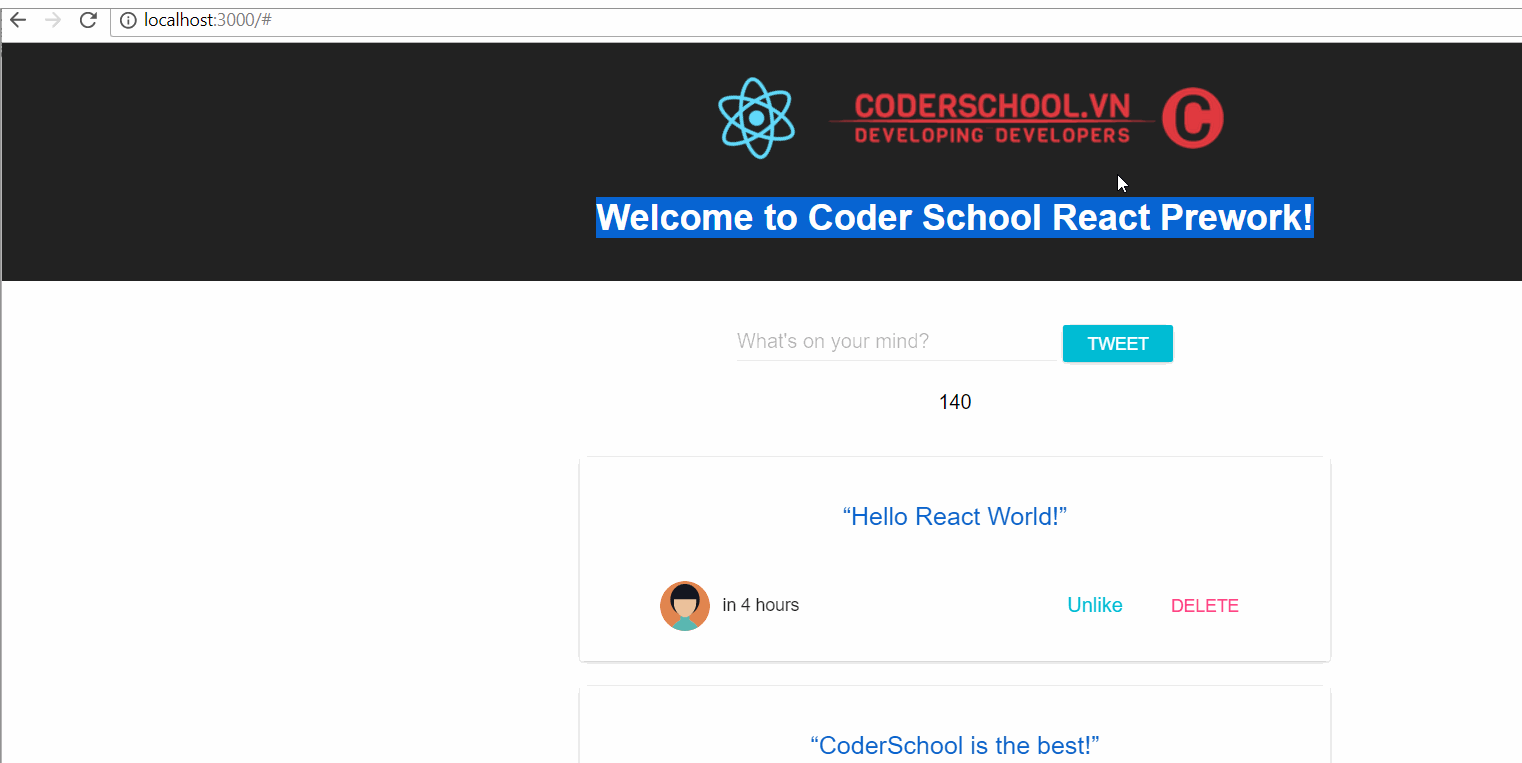 localhost:3000/#
CODERSCHOOL.VN
DEVELOPING DEVELOPERS
C
Welcome to Coder School React Prework!
What's on your mind?
TWEET
140
“Hello React World!”
in 4 hours
Unlike
DELETE
“CoderSchool is the best!”